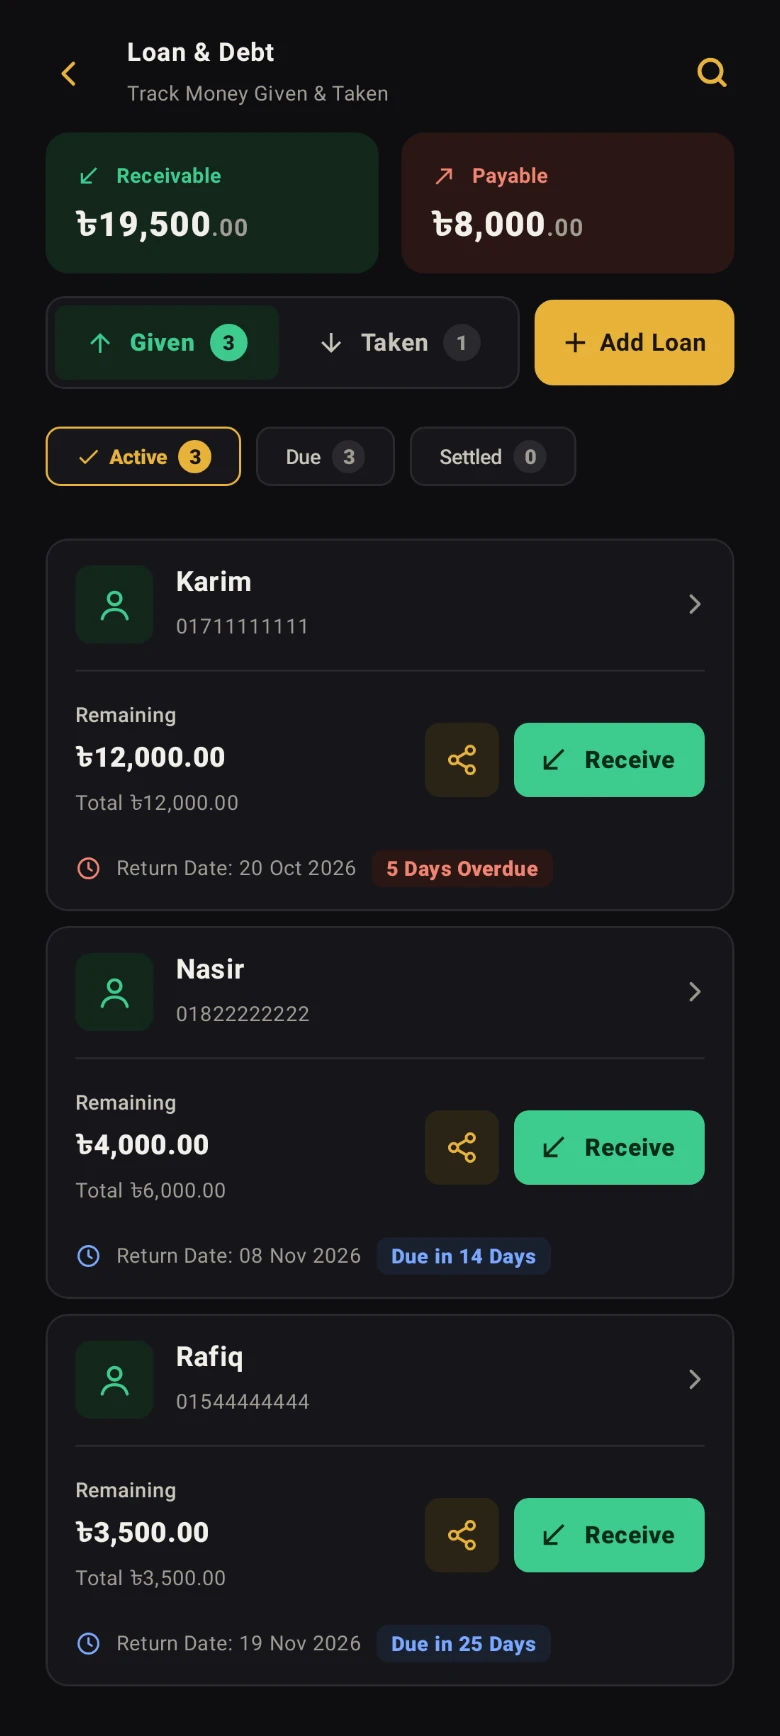 Loan & Debt
Track Money Given & Taken
Receivable
৳19,500.00
Payable
৳8,000.00
Given 3
Taken 1
+ Add Loan
Active 3
Due 3
Settled 0
Karim
01711111111
Remaining
৳12,000.00
Total ৳12,000.00
Receive
Return Date: 20 Oct 2026 5 Days Overdue
Nasir
01822222222
Remaining
৳4,000.00
Total ৳6,000.00
Receive
Return Date: 08 Nov 2026 Due in 14 Days
Rafiq
01544444444
Remaining
৳3,500.00
Total ৳3,500.00
Receive
Return Date: 19 Nov 2026 Due in 25 Days